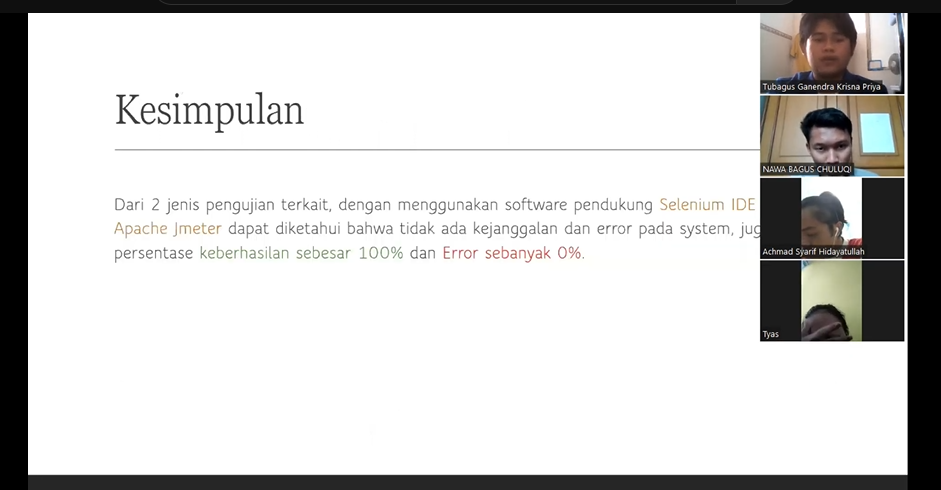 Kesimpulan
Dari 2 jenis pengujian terkait, dengan menggunakan software pendukung Selenium IDE
Apache Jmeter dapat diketahui bahwa tidak ada kejanggalan dan error pada system, jug
persentase keberhasilan sebesar 100% dan Error sebanyak 0%.
Tubagus Ganendra Krisna Priya
NAWA BAGUS CHULUQI
Achmad Syarif Hidayatullah
Tyas